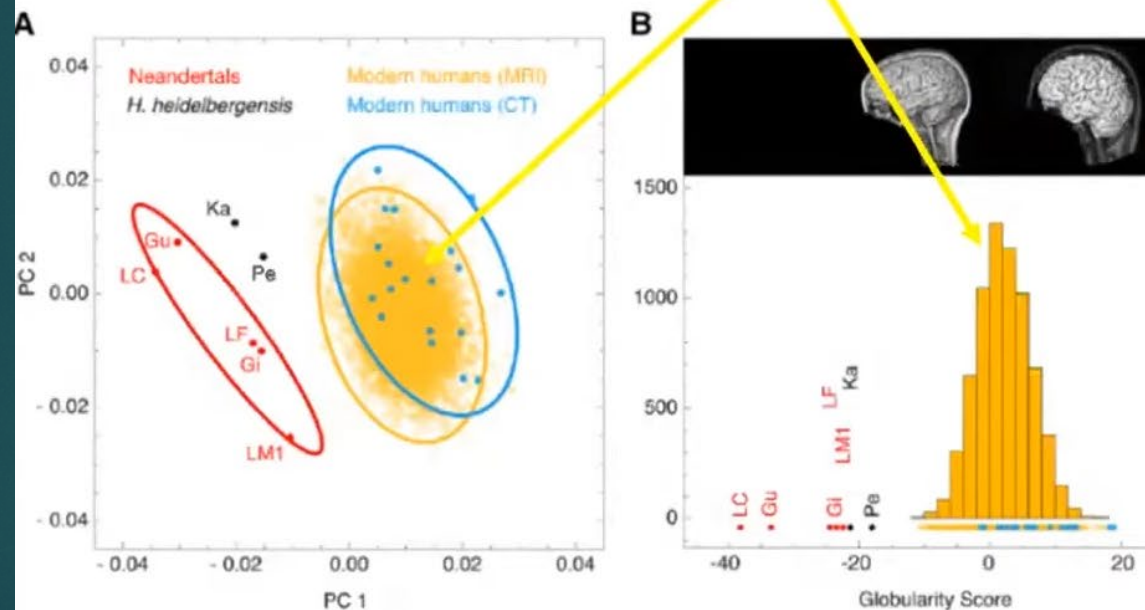 A
Neandertals
H. heidelbergensis
Modern humans (MRI)
Modern humans (CT)
0.04
0.02
0.00
- 0.02
- 0.04
PC 2
Ka
Gu
Pe
LC
LF
Gi
LM1
- 0.04
- 0.02
0.00
0.02
0.04
PC 1
B
1500
1000
500
0
LC
Gu
Gi
LF
LM1
Ka
Pe
-40
-20
0
20
Globularity Score